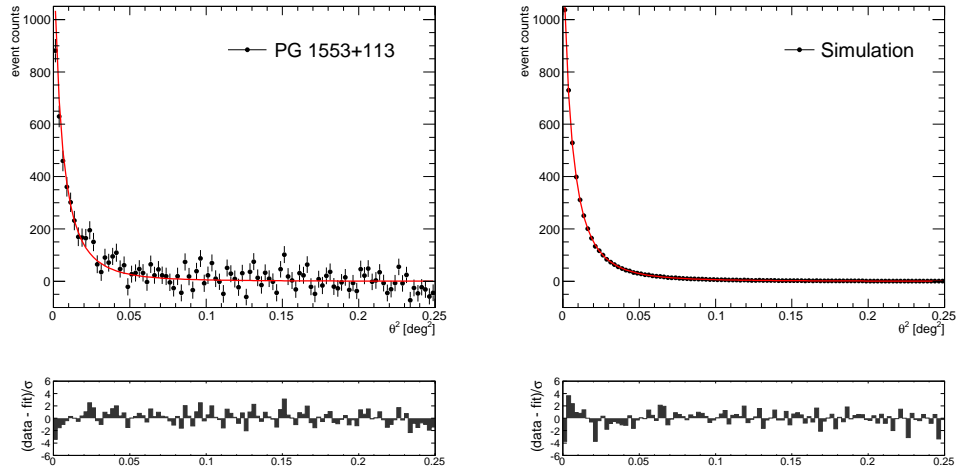 event counts
1000
800
600
400
200
0
PG 1553+113
0 0.05 0.1 0.15 0.2 0.25
θ² [deg²]
(data - fit)/σ
6
4
2
0
-2
-4
-6
0 0.05 0.1 0.15 0.2 0.25
event counts
1000
800
600
400
200
0
Simulation
0 0.05 0.1 0.15 0.2 0.25
θ² [deg²]
(data - fit)/σ
6
4
2
0
-2
-4
-6
0 0.05 0.1 0.15 0.2 0.25